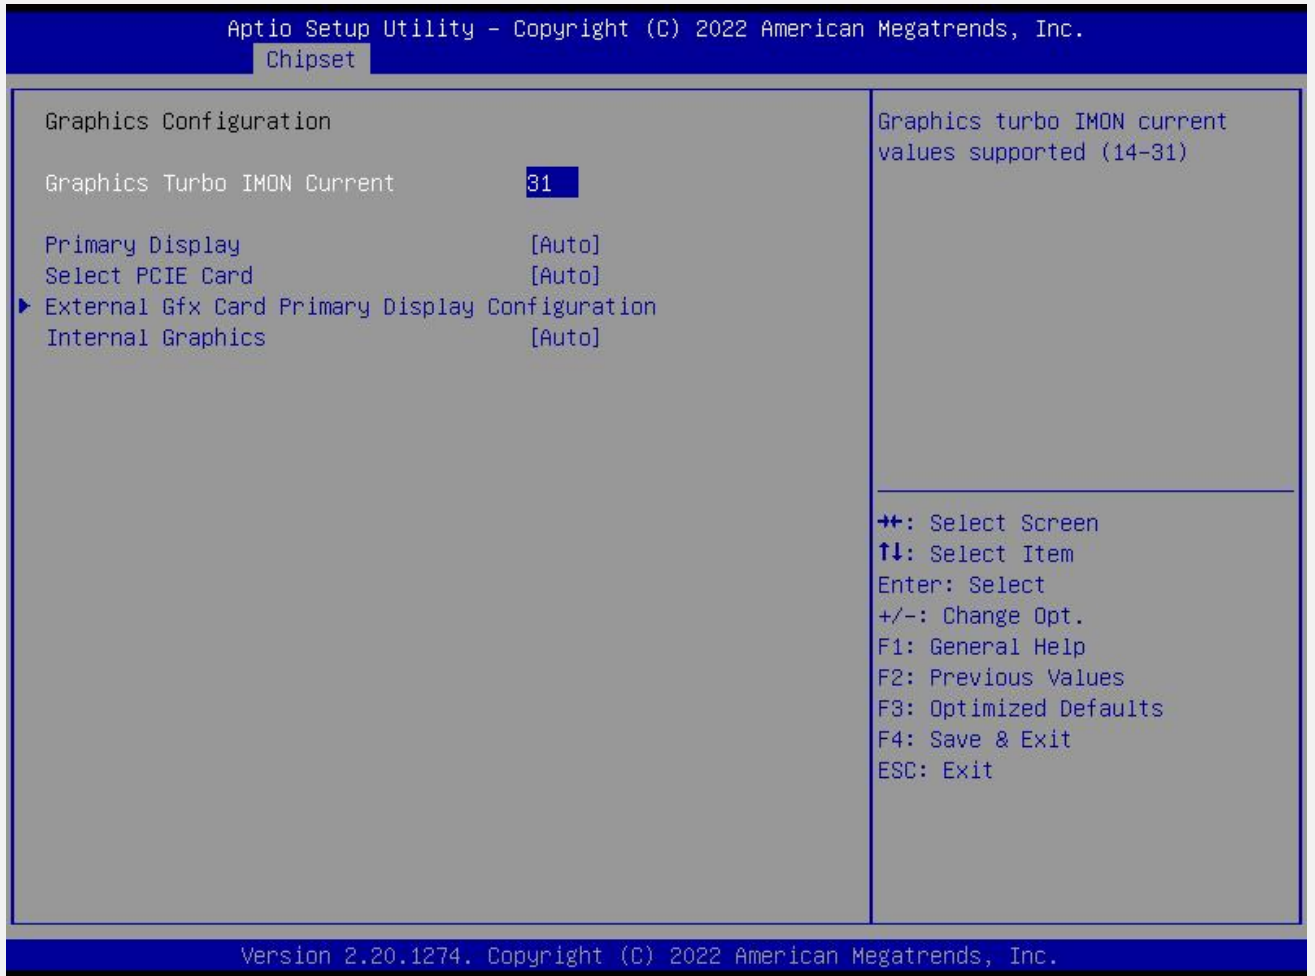 Aptio Setup Utility – Copyright (C) 2022 American Megatrends, Inc.
Chipset
Graphics Configuration
Graphics Turbo IMON Current 31
Primary Display [Auto]
Select PCIE Card [Auto]
External Gfx Card Primary Display Configuration
Internal Graphics [Auto]
Graphics turbo IMON current
values supported (14-31)
→←: Select Screen
↑↓: Select Item
Enter: Select
+/-: Change Opt.
F1: General Help
F2: Previous Values
F3: Optimized Defaults
F4: Save & Exit
ESC: Exit
Version 2.20.1274. Copyright (C) 2022 American Megatrends, Inc.